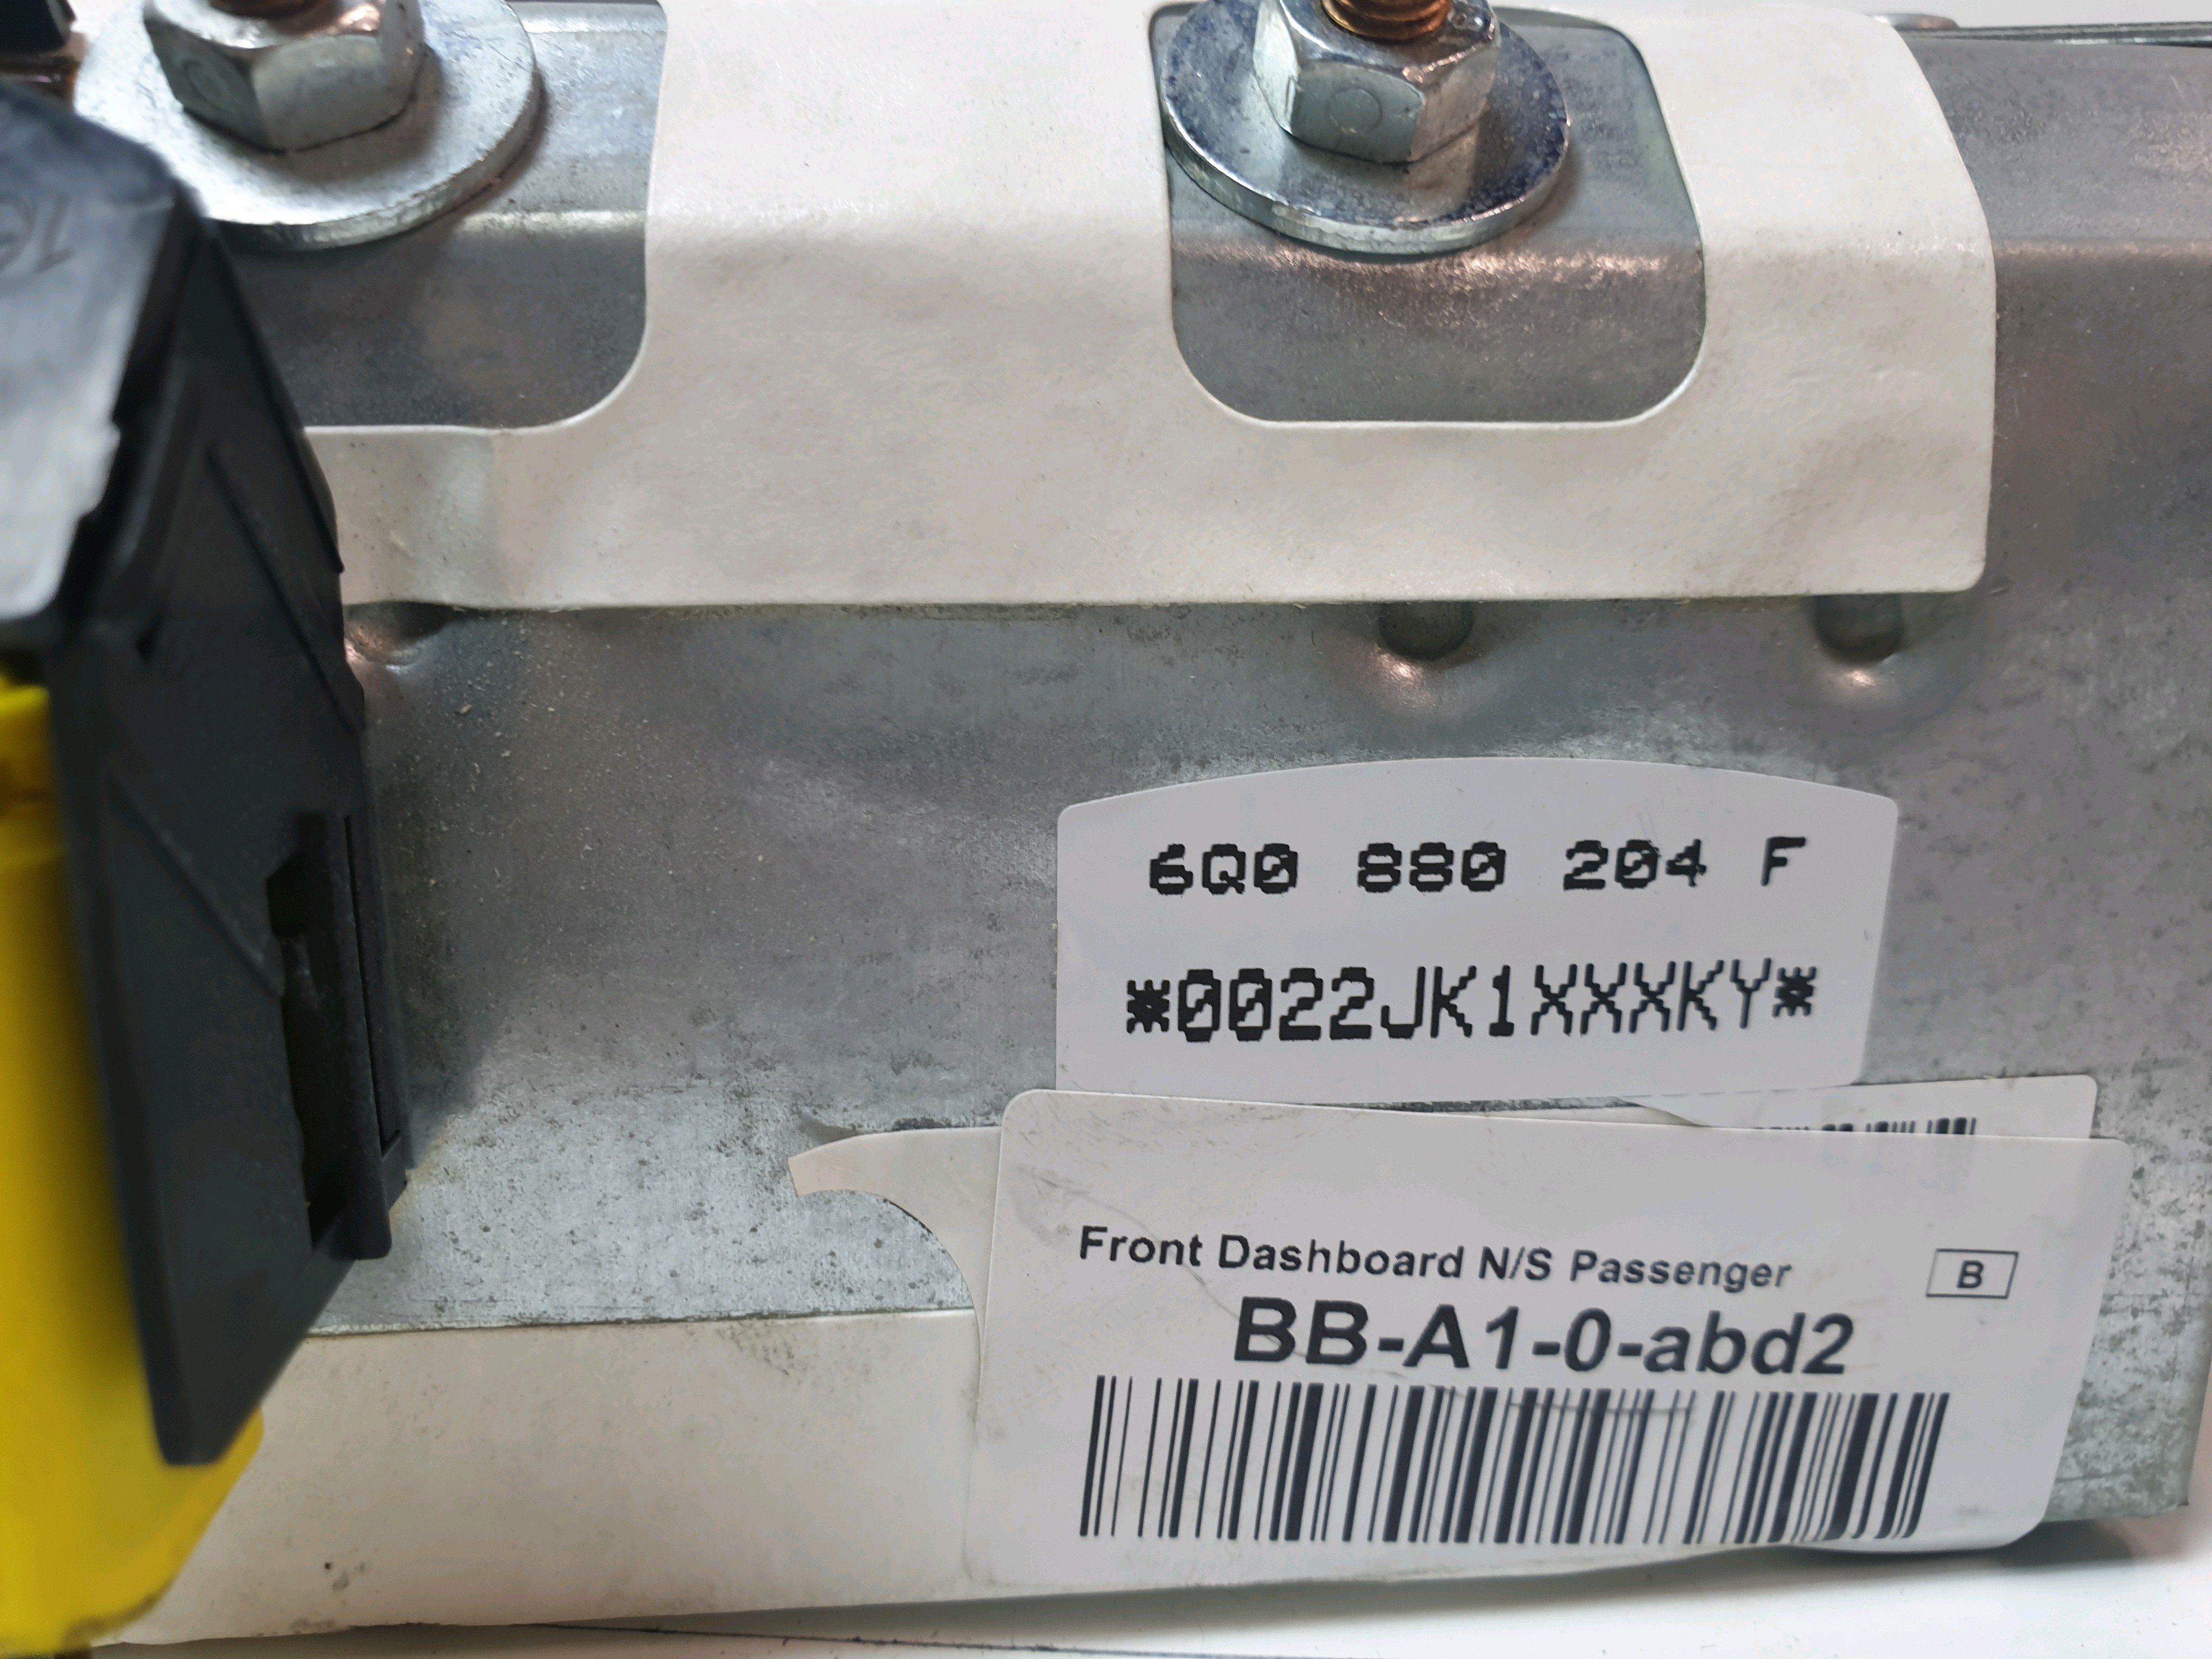 6Q0 880 204 F
*0022JK1XXXKY*
Front Dashboard N/S Passenger
B
BB-A1-0-abd2